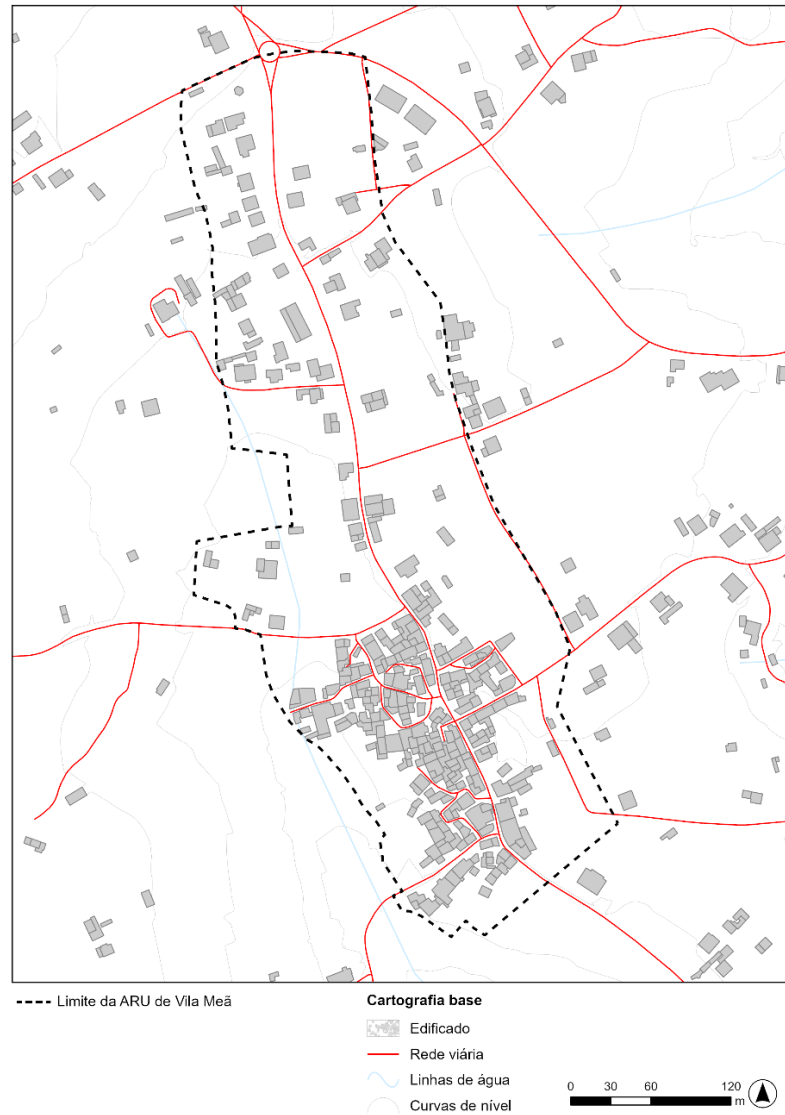 Limite da ARU de Vila Meã
Cartografia base
Edificado
Rede viária
Linhas de água
Curvas de nível
0 30 60 120
m